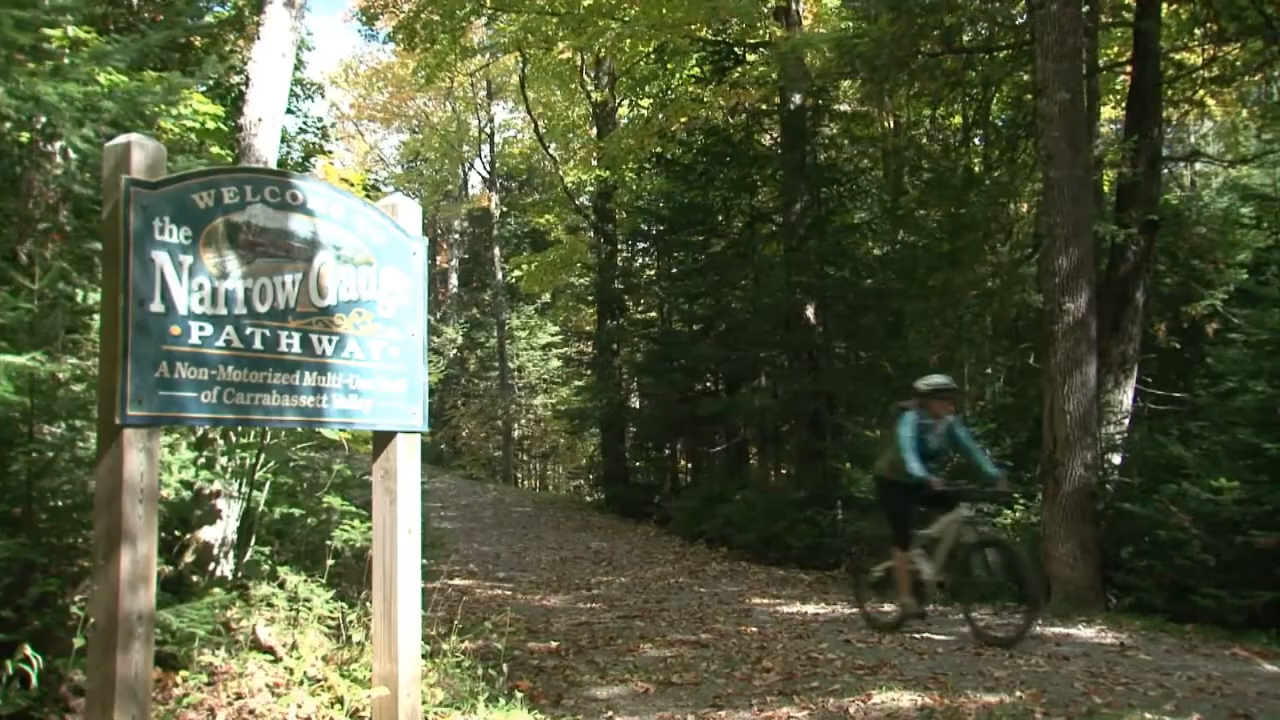 WELCOME
the
Narrow Gauge
PATHWAY
A Non-Motorized Multi-Use
of Carrabassett Valley